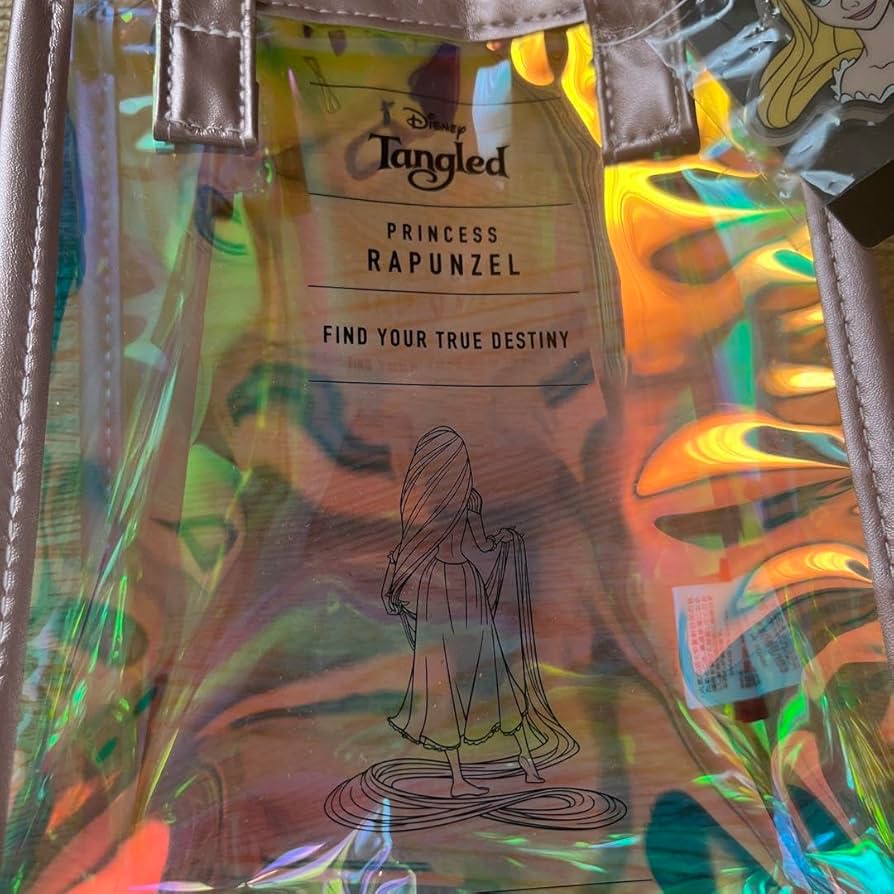 Disney
Tangled
PRINCESS
RAPUNZEL
FIND YOUR TRUE DESTINY